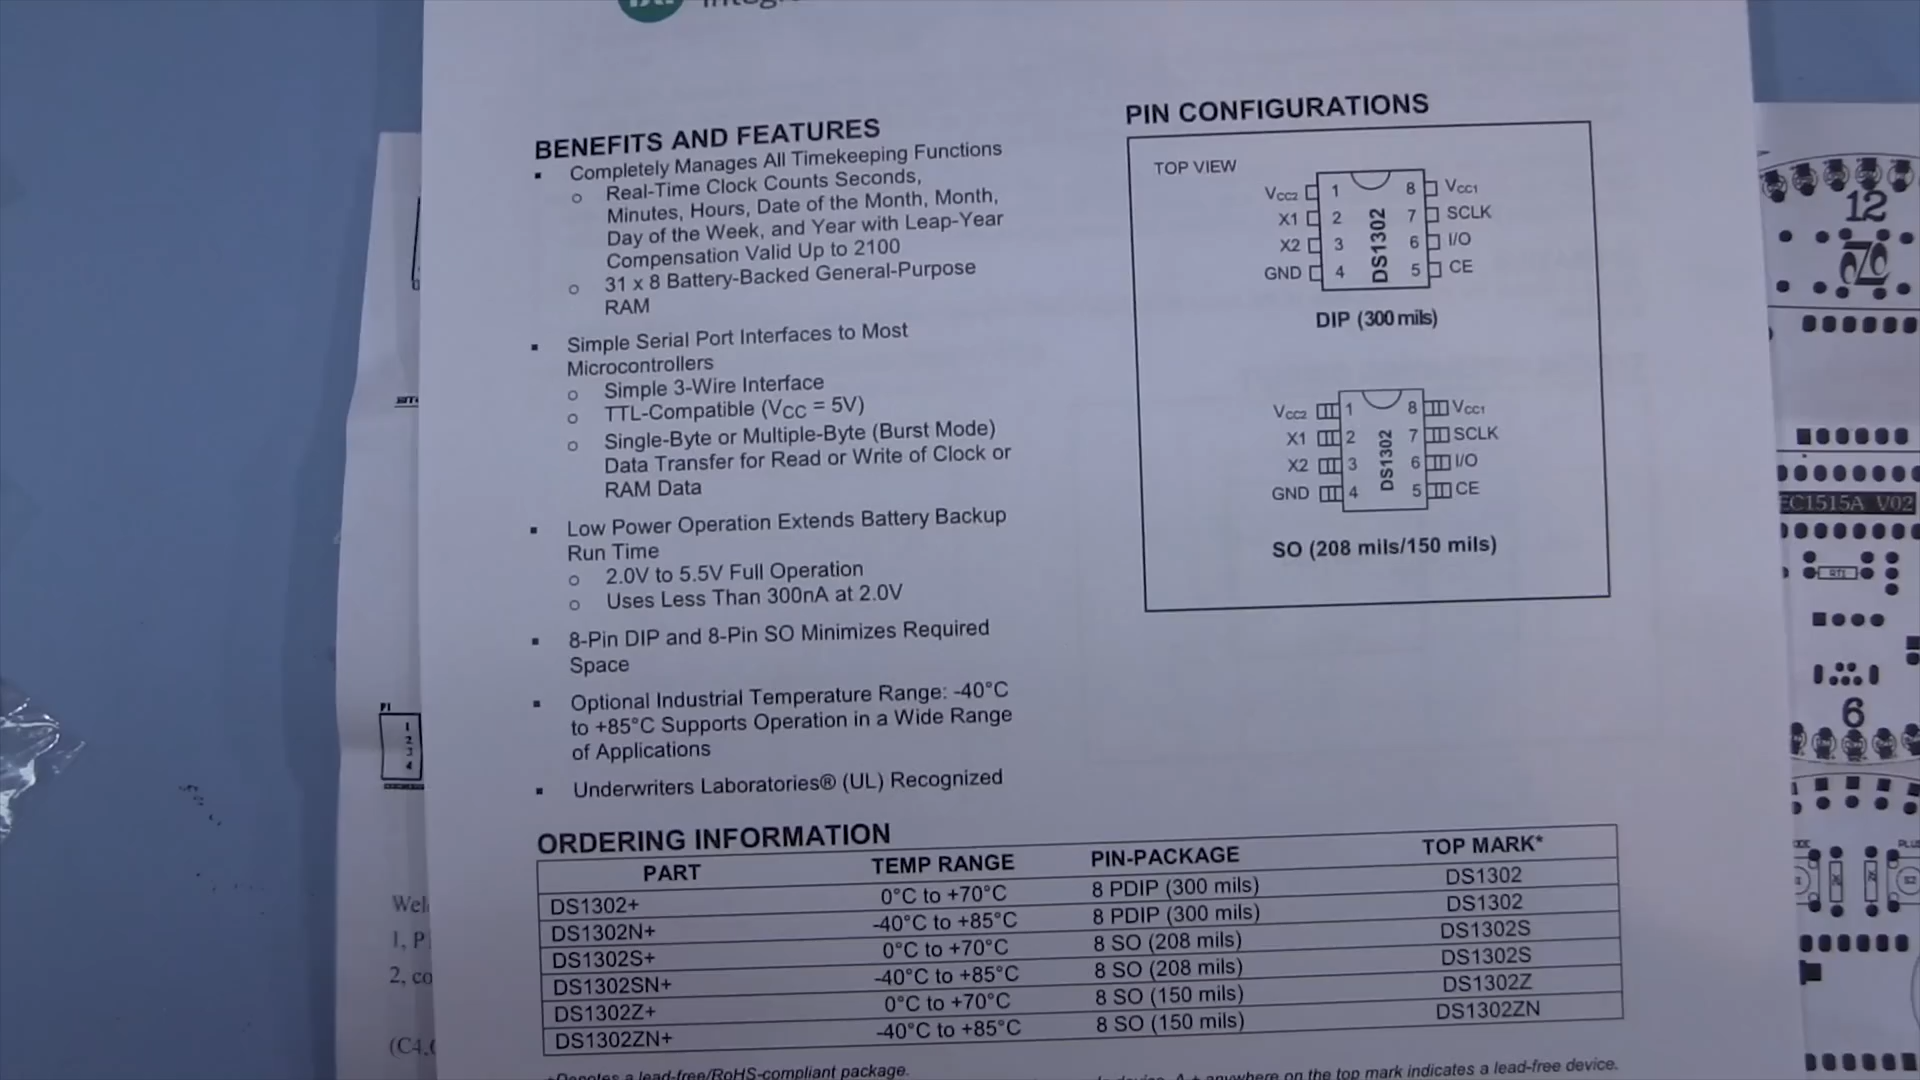 BENEFITS AND FEATURES
▪ Completely Manages All Timekeeping Functions
o Real-Time Clock Counts Seconds,
Minutes, Hours, Date of the Month, Month,
Day of the Week, and Year with Leap-Year
Compensation Valid Up to 2100
o 31 x 8 Battery-Backed General-Purpose
RAM
▪ Simple Serial Port Interfaces to Most
Microcontrollers
o Simple 3-Wire Interface
o TTL-Compatible (VCC = 5V)
o Single-Byte or Multiple-Byte (Burst Mode)
Data Transfer for Read or Write of Clock or
RAM Data
▪ Low Power Operation Extends Battery Backup
Run Time
o 2.0V to 5.5V Full Operation
o Uses Less Than 300nA at 2.0V
▪ 8-Pin DIP and 8-Pin SO Minimizes Required
Space
▪ Optional Industrial Temperature Range: -40°C
to +85°C Supports Operation in a Wide Range
of Applications
▪ Underwriters Laboratories® (UL) Recognized
PIN CONFIGURATIONS
TOP VIEW
VCC2 1 8 VCC1
X1 2 7 SCLK
X2 3 6 I/O
GND 4 5 CE
DS1302
DIP (300 mils)
VCC2 1 8 VCC1
X1 2 7 SCLK
X2 3 6 I/O
GND 4 5 CE
DS1302
SO (208 mils/150 mils)
ORDERING INFORMATION
PART TEMP RANGE PIN-PACKAGE TOP MARK*
DS1302+ 0°C to +70°C 8 PDIP (300 mils) DS1302
DS1302N+ -40°C to +85°C 8 PDIP (300 mils) DS1302
DS1302S+ 0°C to +70°C 8 SO (208 mils) DS1302S
DS1302SN+ -40°C to +85°C 8 SO (208 mils) DS1302S
DS1302Z+ 0°C to +70°C 8 SO (150 mils) DS1302Z
DS1302ZN+ -40°C to +85°C 8 SO (150 mils) DS1302ZN
+Denotes a lead-free/RoHS-compliant package.
anywhere on the top mark indicates a lead-free device.
P1
1
2
3
4
1, P
2, co
12
EC1515A V02
6